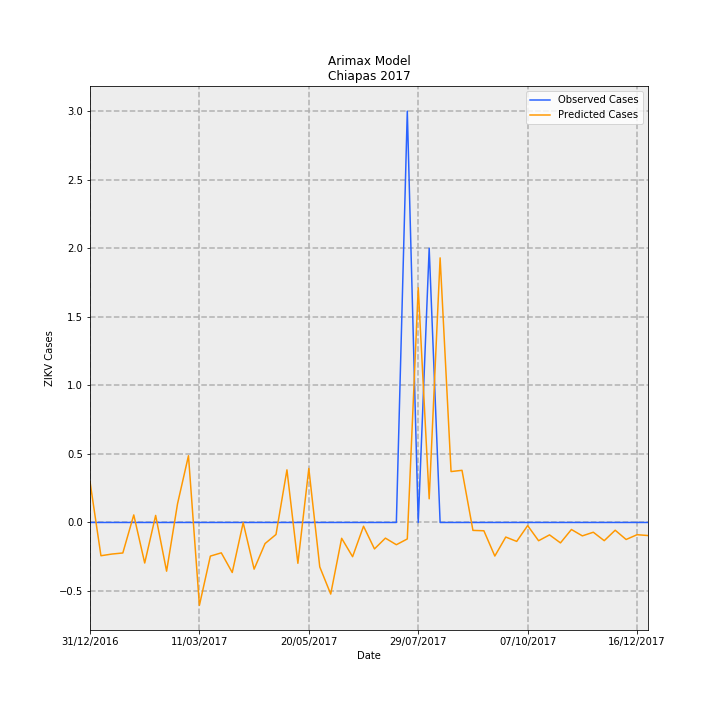 Arimax Model
Chiapas 2017
Observed Cases
Predicted Cases
3.0
2.5
2.0
1.5
1.0
0.5
0.0
−0.5
ZIKV Cases
31/12/2016 11/03/2017 20/05/2017 29/07/2017 07/10/2017 16/12/2017
Date